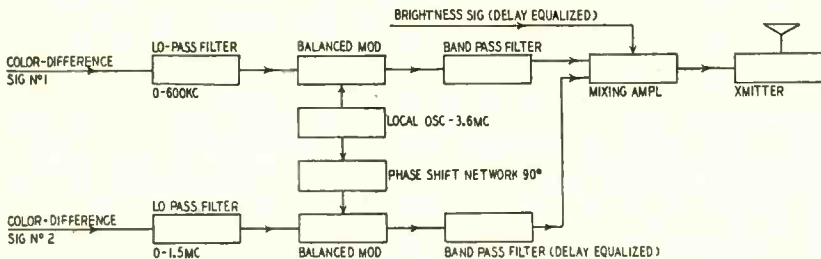 BRIGHTNESS SIG (DELAY EQUALIZED)
COLOR-DIFFERENCE
SIG Nº1
LO-PASS FILTER
0-600KC
BALANCED MOD
BAND PASS FILTER
MIXING AMPL
XMITTER
LOCAL OSC-3.6MC
PHASE SHIFT NETWORK 90°
COLOR-DIFFERENCE
SIG Nº 2
LO PASS FILTER
0-1.5MC
BALANCED MOD
BAND PASS FILTER (DELAY EQUALIZED)